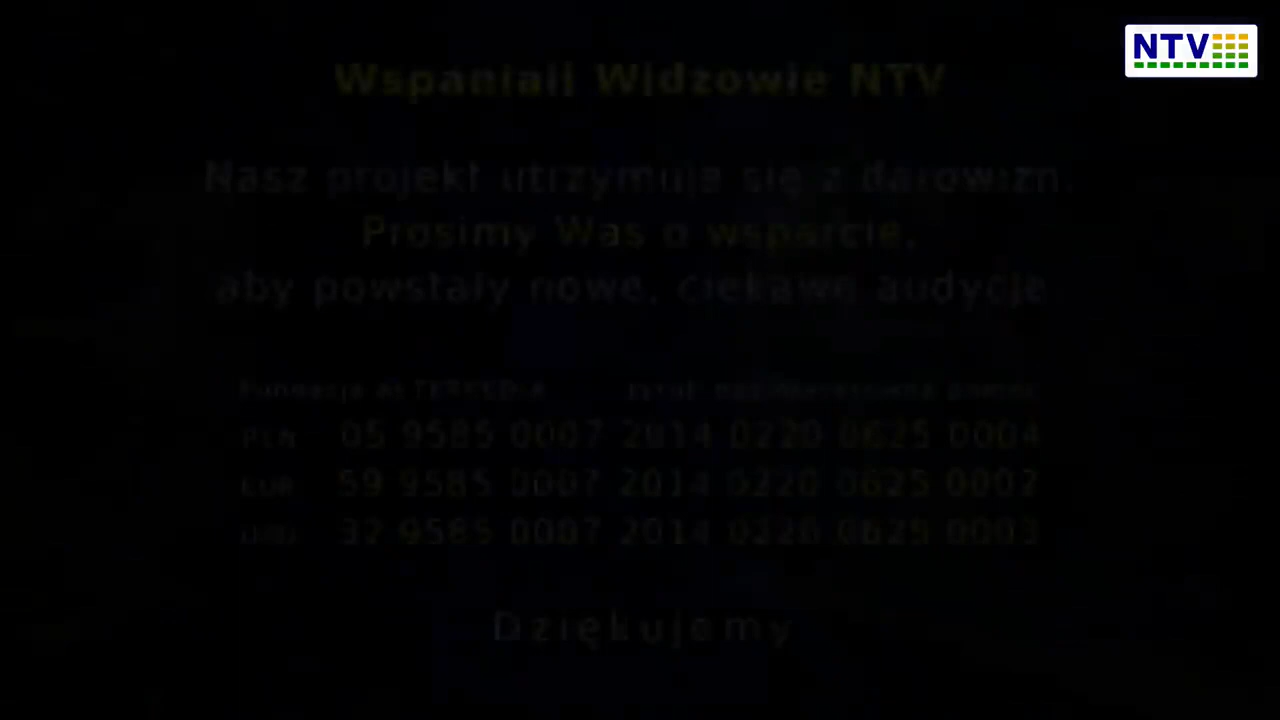 NTV
Wspaniali Widzowie NTV
Nasz projekt utrzymuje się z darowizn.
Prosimy Was o wsparcie,
aby powstały nowe, ciekawe audycje
Fundacja
PLN 05 9585 0007 2014 0220 0625 0004
EUR 59 9585 0007 2014 0220 0625 0002
32 9585 0007 2014 0220 0625 0003
Dziękujemy